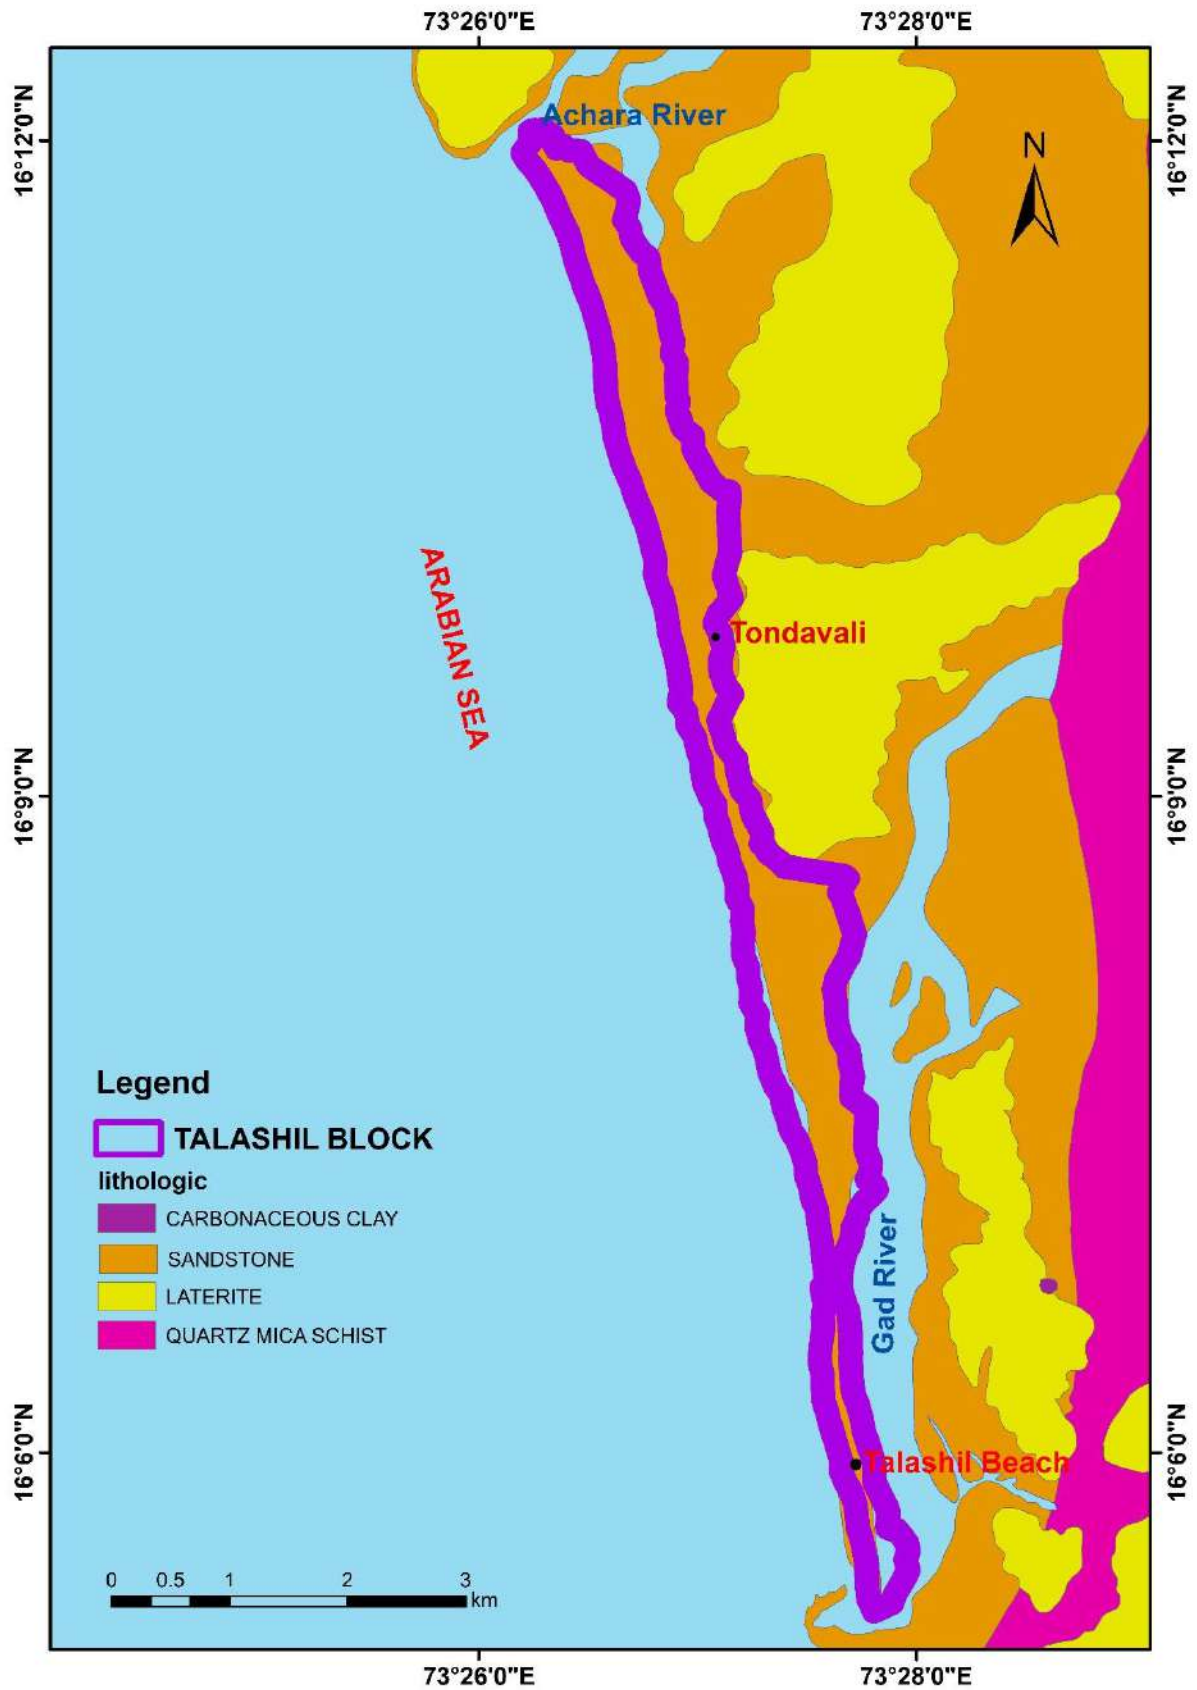 73°26'0"E
73°28'0"E
16°12'0"N
16°12'0"N
Achara River
N
ARABIAN SEA
Tondavali
16°9'0"N
16°9'0"N
Legend
TALASHIL BLOCK
lithologic
CARBONACEOUS CLAY
SANDSTONE
LATERITE
QUARTZ MICA SCHIST
Gad River
16°6'0"N
16°6'0"N
Talashil Beach
0 0.5 1 2 3
km
73°26'0"E
73°28'0"E